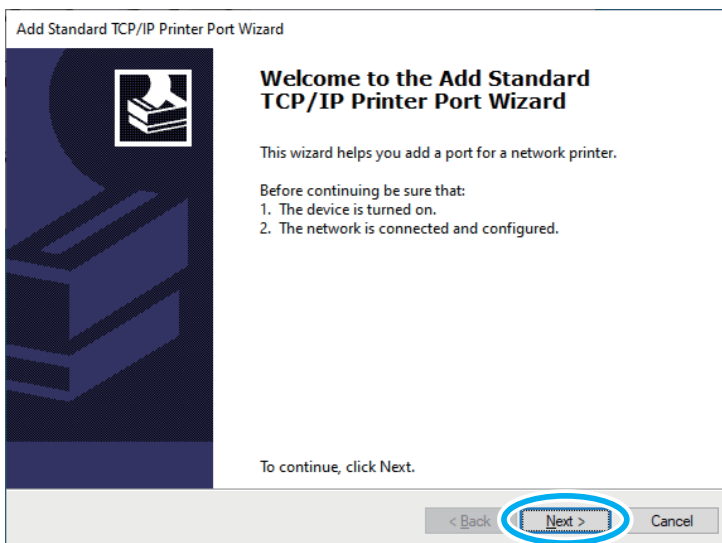 Add Standard TCP/IP Printer Port Wizard
Welcome to the Add Standard
TCP/IP Printer Port Wizard
This wizard helps you add a port for a network printer.
Before continuing be sure that:
1. The device is turned on.
2. The network is connected and configured.
To continue, click Next.
< Back Next > Cancel